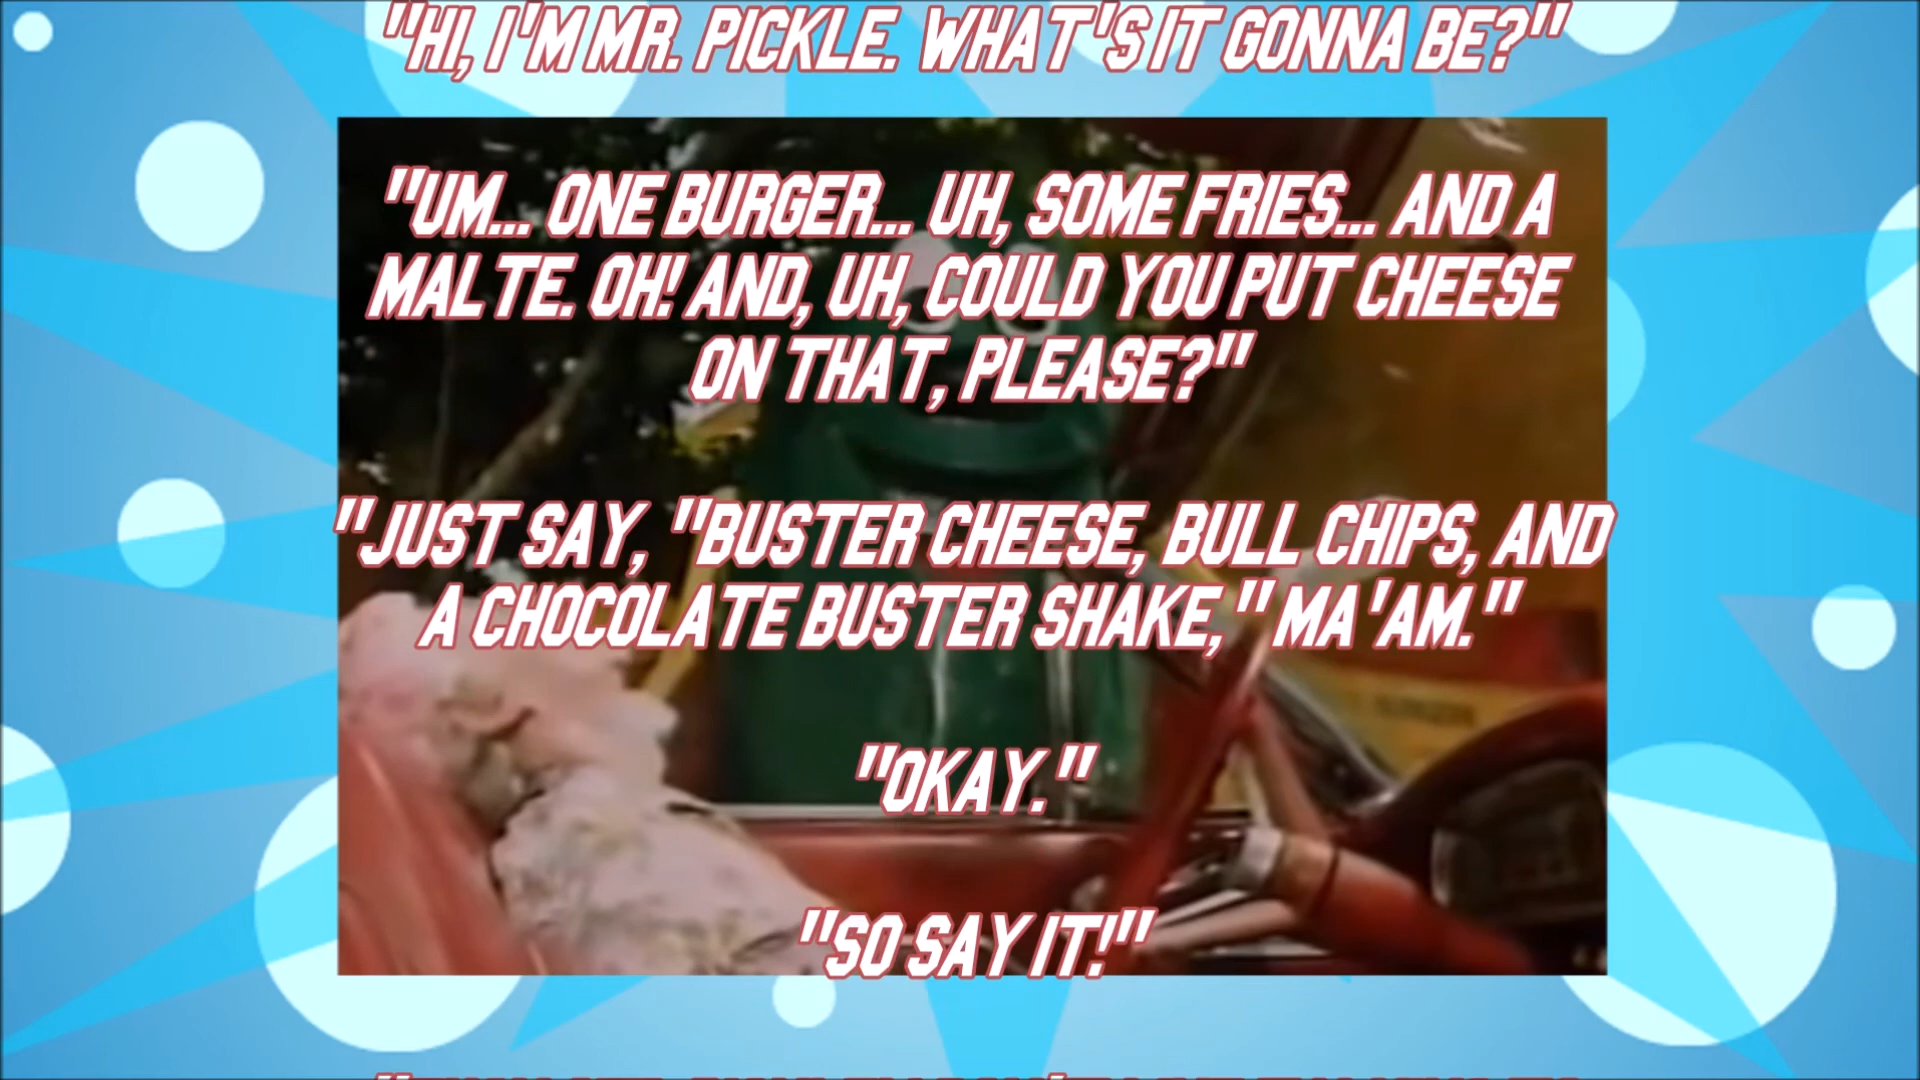 "HI, I'M MR. PICKLE. WHAT'S IT GONNA BE?"
"UM... ONE BURGER... UH, SOME FRIES... AND A
MALTE. OH! AND, UH, COULD YOU PUT CHEESE
ON THAT, PLEASE?"
"JUST SAY, "BUSTER CHEESE, BULL CHIPS, AND
A CHOCOLATE BUSTER SHAKE," MA'AM."
"OKAY."
"SO SAY IT!"